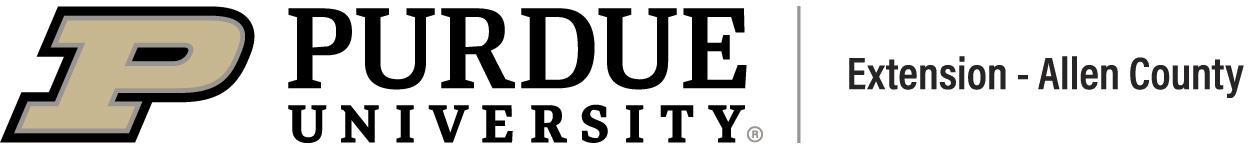 P
PURDUE
UNIVERSITY®
Extension - Allen County